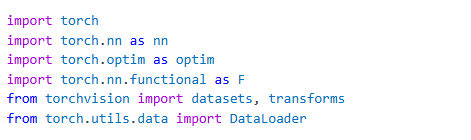 import torch
import torch.nn as nn
import torch.optim as optim
import torch.nn.functional as F
from torchvision import datasets, transforms
from torch.utils.data import DataLoader